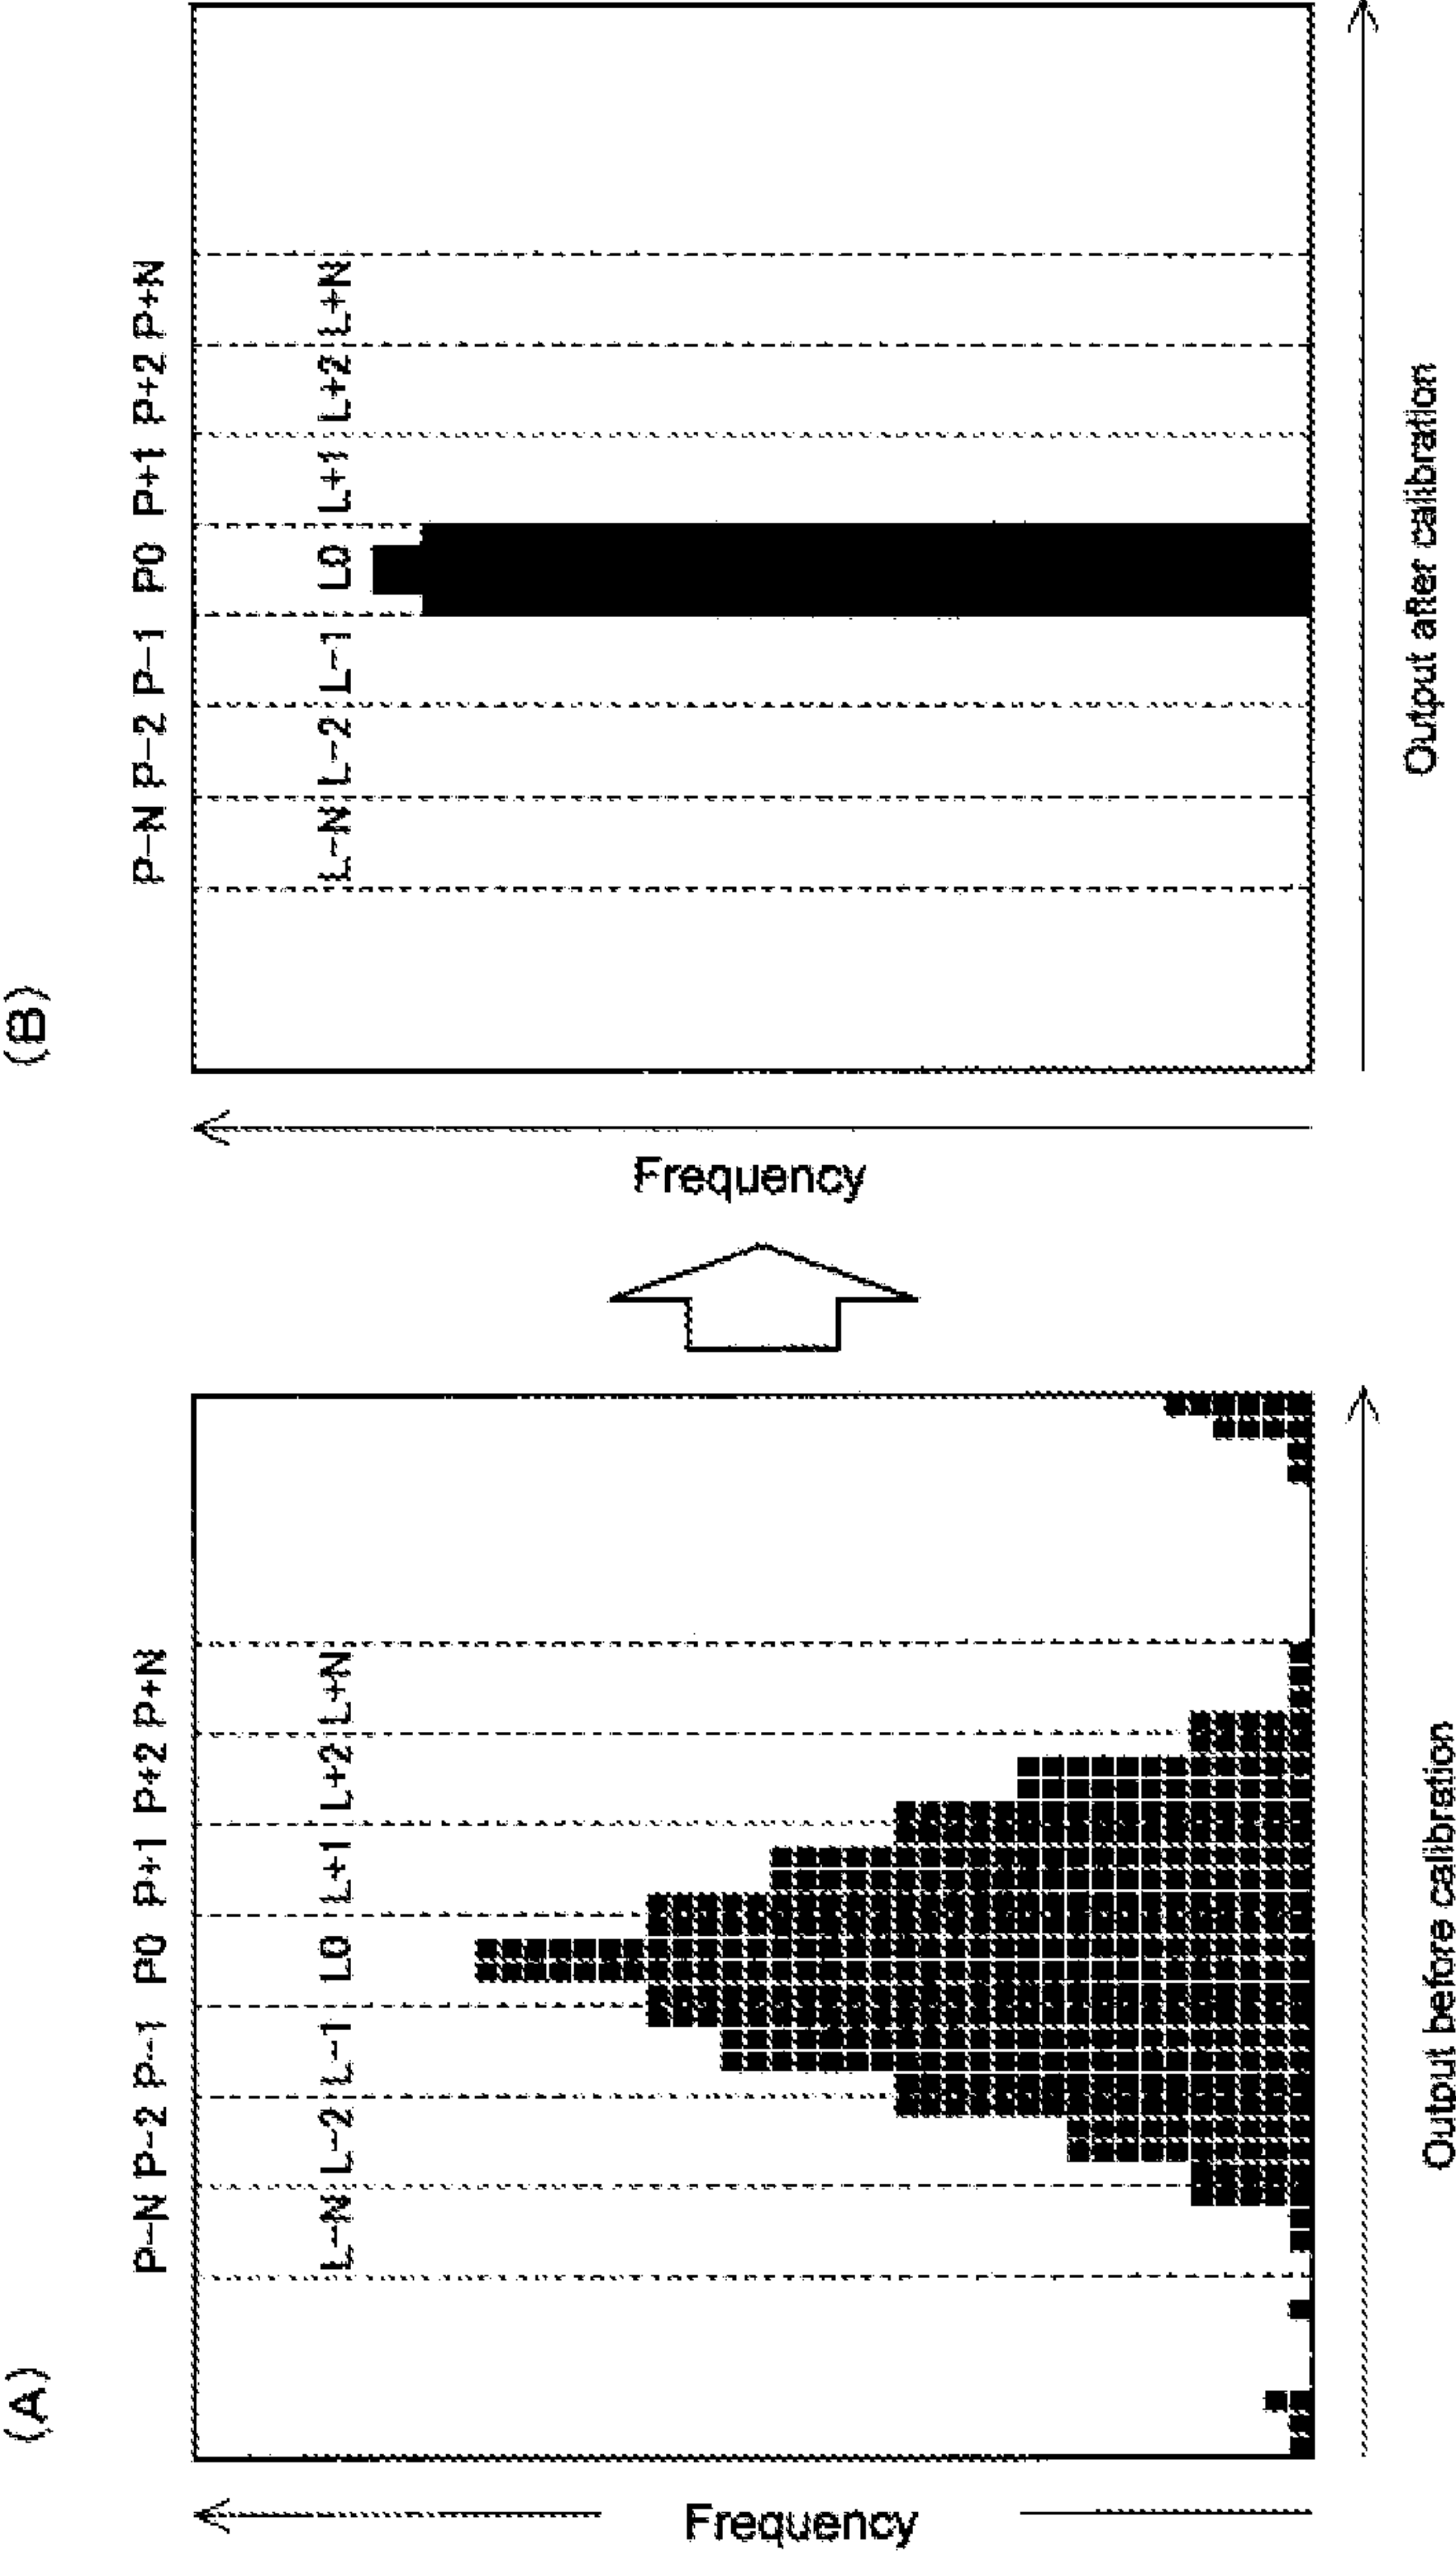 (A)
P-N P-2 P-1 P0 P+1 P+2 P+N
L-N L-2 L-1 L0 L+1 L+2 L+N
Frequency
Output before calibration
(B)
P-N P-2 P-1 P0 P+1 P+2 P+N
L-N L-2 L-1 L0 L+1 L+2 L+N
Frequency
Output after calibration